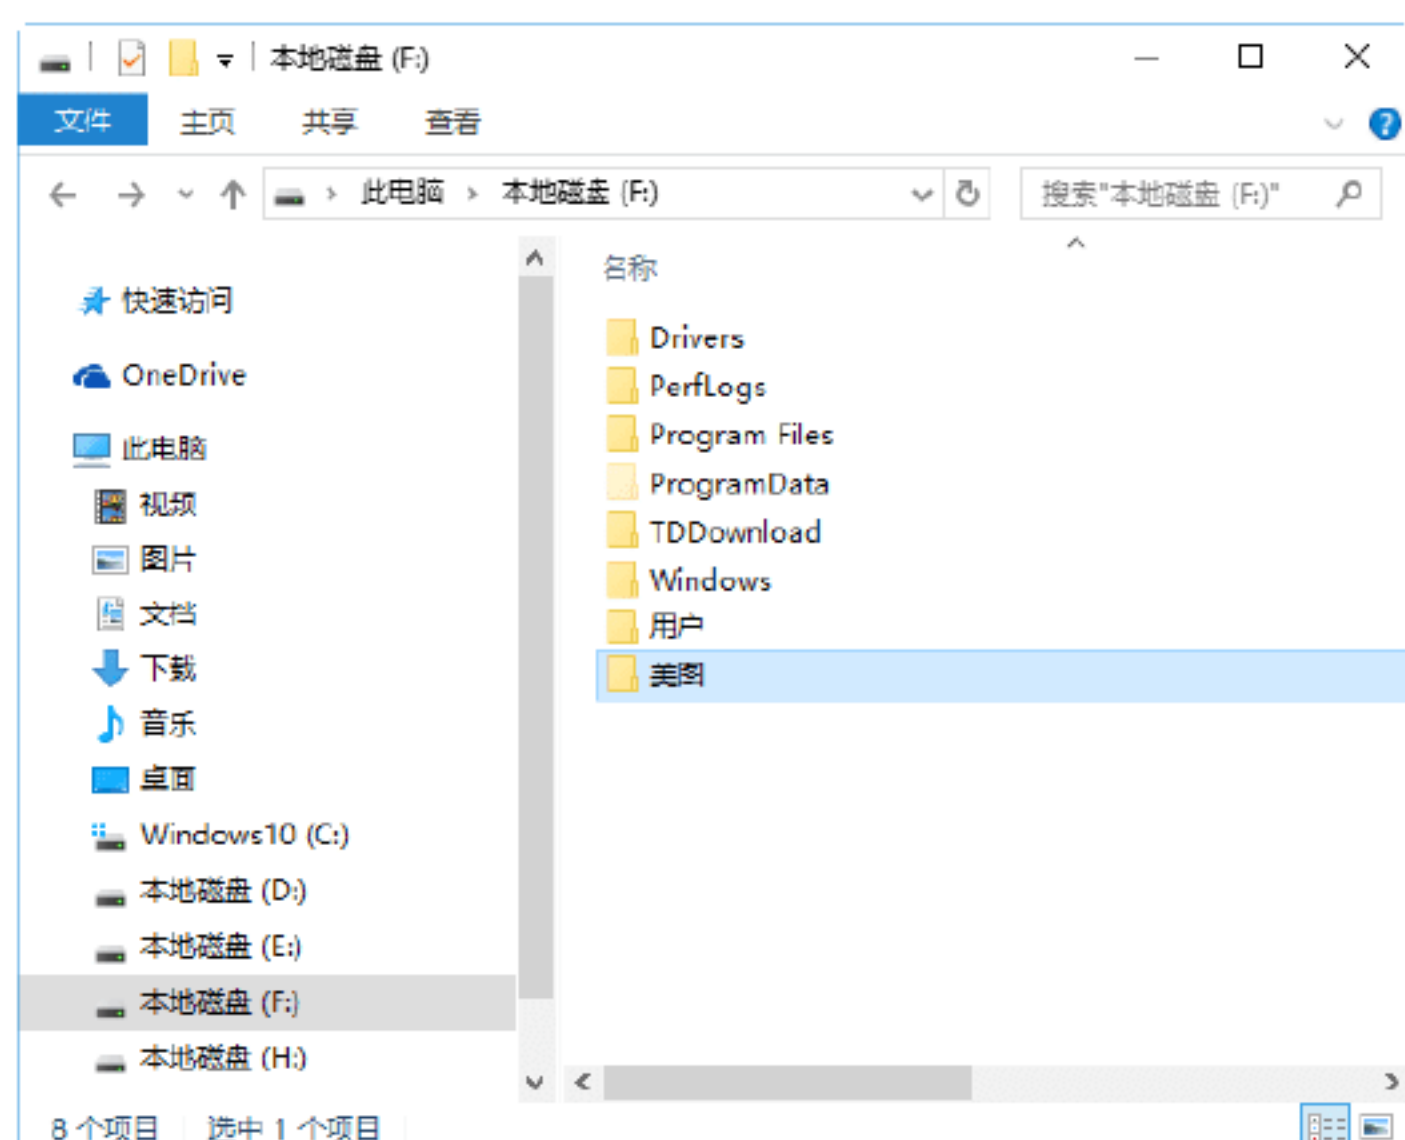 本地磁盘 (F:)
文件 主页 共享 查看
此电脑 本地磁盘 (F:) 搜索"本地磁盘 (F:)"
快速访问
OneDrive
此电脑
视频
图片
文档
下载
音乐
桌面
Windows10 (C:)
本地磁盘 (D:)
本地磁盘 (E:)
本地磁盘 (F:)
本地磁盘 (H:)
名称
Drivers
PerfLogs
Program Files
ProgramData
TDDownload
Windows
用户
美图
8 个项目 选中 1 个项目